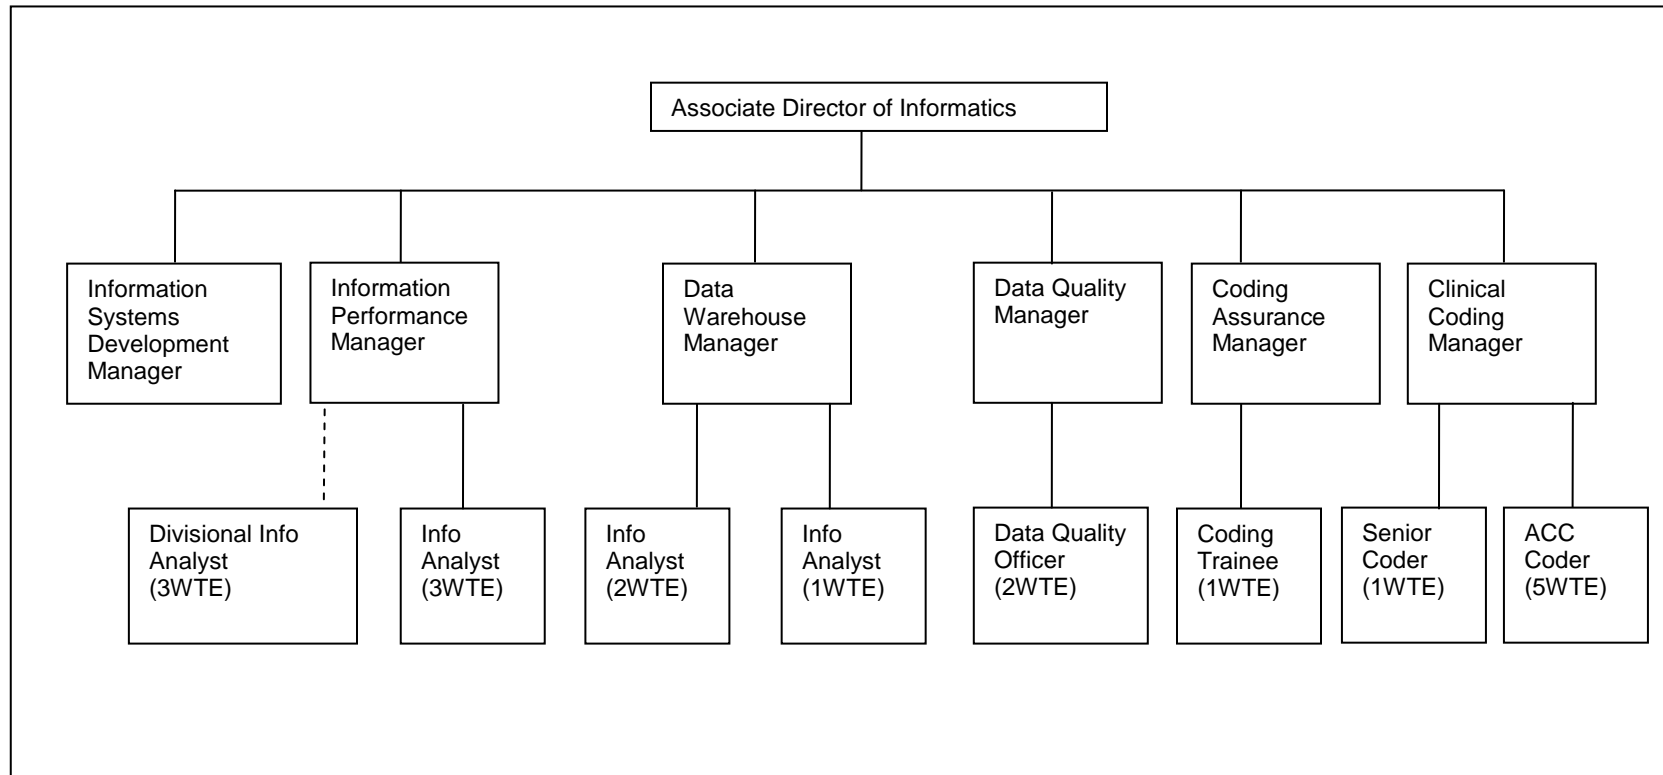 Associate Director of Informatics
Information
Systems
Development
Manager
Information
Performance
Manager
Data
Warehouse
Manager
Data Quality
Manager
Coding
Assurance
Manager
Clinical
Coding
Manager
Divisional Info
Analyst
(3WTE)
Info
Analyst
(3WTE)
Info
Analyst
(2WTE)
Info
Analyst
(1WTE)
Data Quality
Officer
(2WTE)
Coding
Trainee
(1WTE)
Senior
Coder
(1WTE)
ACC
Coder
(5WTE)